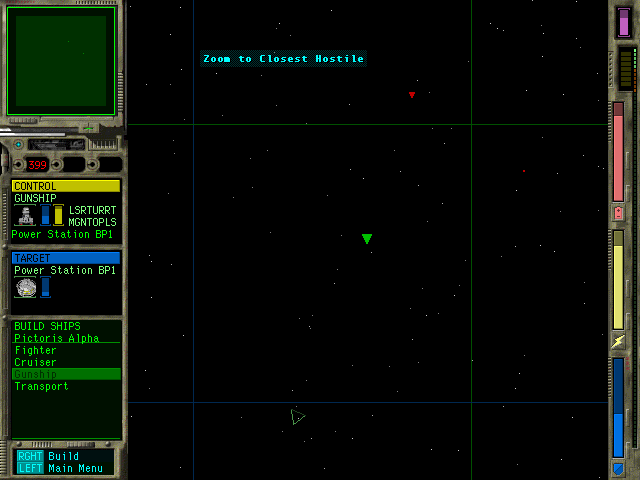 Zoom to Closest Hostile
399
CONTROL
GUNSHIP
LSRTURRT
MGNTOPLS
Power Station BP1
TARGET
Power Station BP1
BUILD SHIPS
Pictoris Alpha
Fighter
Cruiser
Gunship
Transport
RGHT Build
LEFT Main Menu